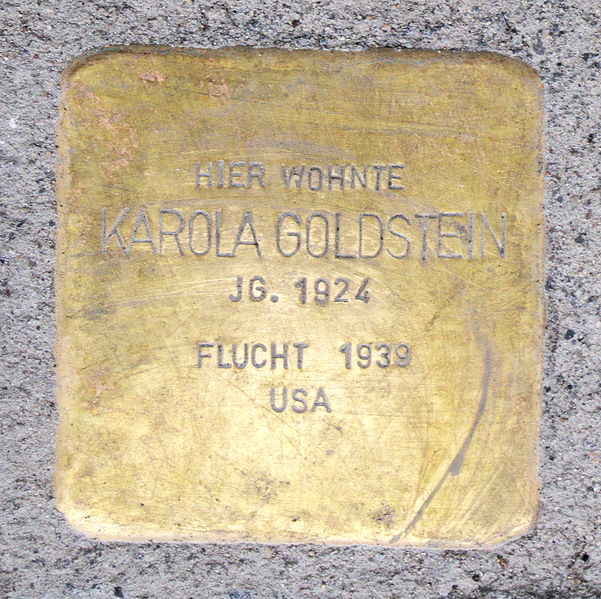 HIER WOHNTE
KAROLA GOLDSTEIN
JG. 1924
FLUCHT 1939
USA